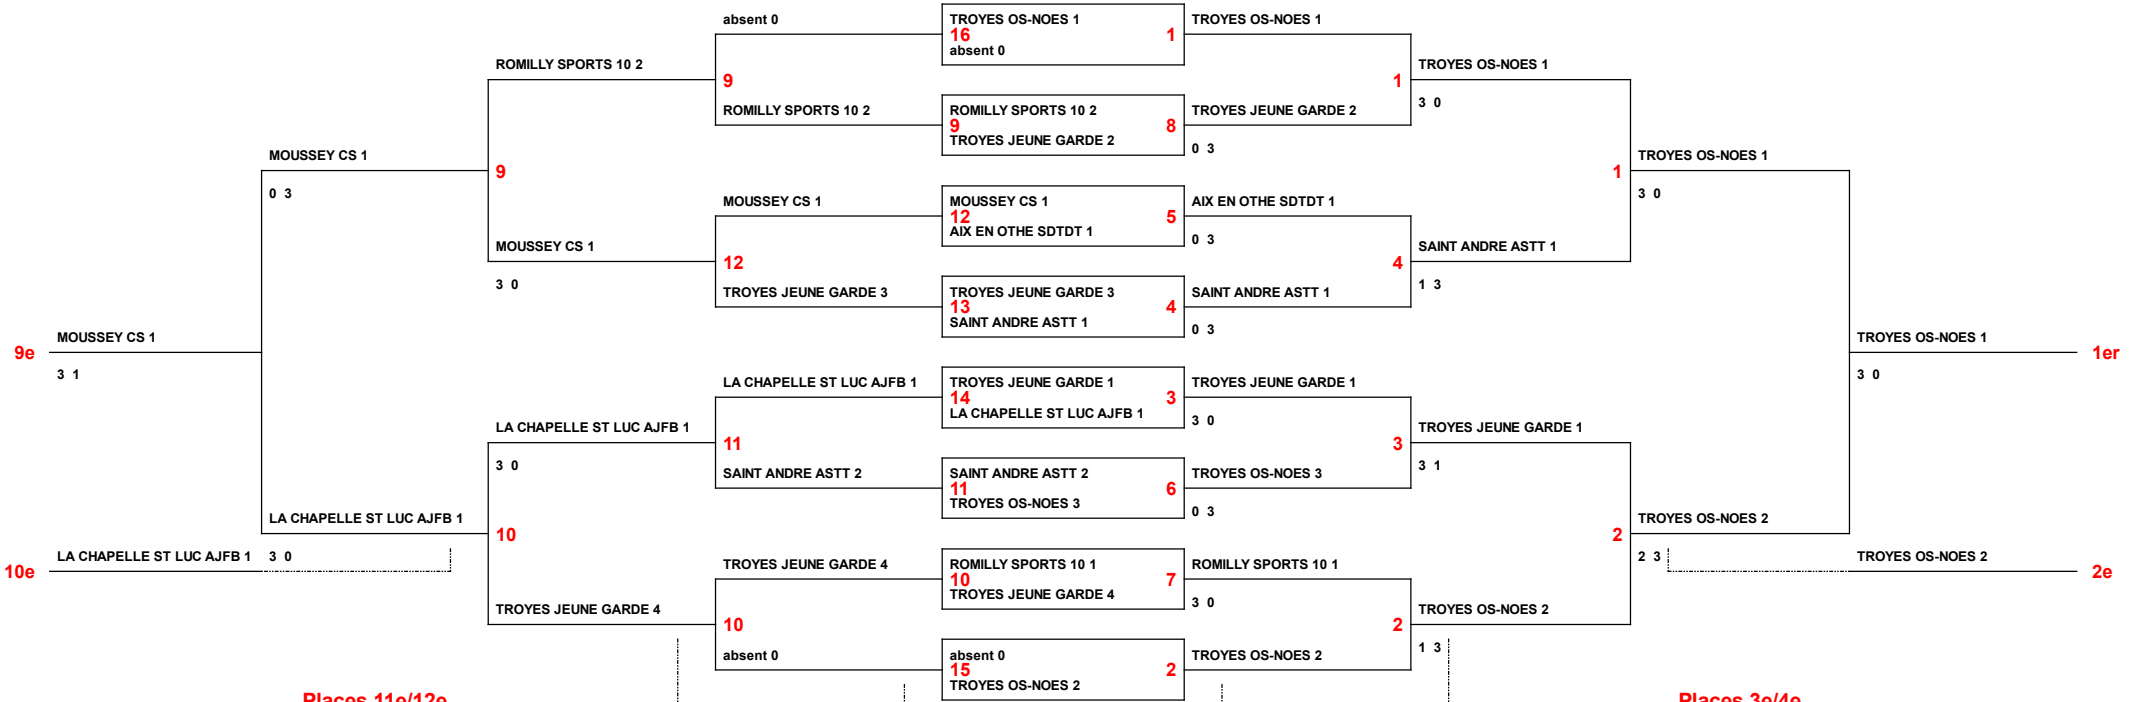 absent 0
TROYES OS-NOES 1
16 1
absent 0
TROYES OS-NOES 1
ROMILLY SPORTS 10 2
9
TROYES OS-NOES 1
1
3 0
ROMILLY SPORTS 10 2
ROMILLY SPORTS 10 2
9 8
TROYES JEUNE GARDE 2
TROYES JEUNE GARDE 2
0 3
MOUSSEY CS 1
0 3
9
TROYES OS-NOES 1
1
3 0
MOUSSEY CS 1
MOUSSEY CS 1
12 5
AIX EN OTHE SDTDT 1
AIX EN OTHE SDTDT 1
0 3
MOUSSEY CS 1
3 0
12
SAINT ANDRE ASTT 1
4
1 3
TROYES JEUNE GARDE 3
TROYES JEUNE GARDE 3
13 4
SAINT ANDRE ASTT 1
SAINT ANDRE ASTT 1
0 3
9e
MOUSSEY CS 1
3 1
TROYES OS-NOES 1
1er
3 0
LA CHAPELLE ST LUC AJFB 1
TROYES JEUNE GARDE 1
14 3
LA CHAPELLE ST LUC AJFB 1
TROYES JEUNE GARDE 1
3 0
LA CHAPELLE ST LUC AJFB 1
3 0
11
TROYES JEUNE GARDE 1
3
3 1
SAINT ANDRE ASTT 2
SAINT ANDRE ASTT 2
11 6
TROYES OS-NOES 3
TROYES OS-NOES 3
0 3
LA CHAPELLE ST LUC AJFB 1
10
TROYES OS-NOES 2
2
2 3
10e
LA CHAPELLE ST LUC AJFB 1
3 0
TROYES OS-NOES 2
2e
TROYES JEUNE GARDE 4
ROMILLY SPORTS 10 1
10 7
TROYES JEUNE GARDE 4
ROMILLY SPORTS 10 1
3 0
TROYES JEUNE GARDE 4
10
TROYES OS-NOES 2
2
1 3
absent 0
absent 0
15 2
TROYES OS-NOES 2
TROYES OS-NOES 2
Places 11e/12e
Places 3e/4e